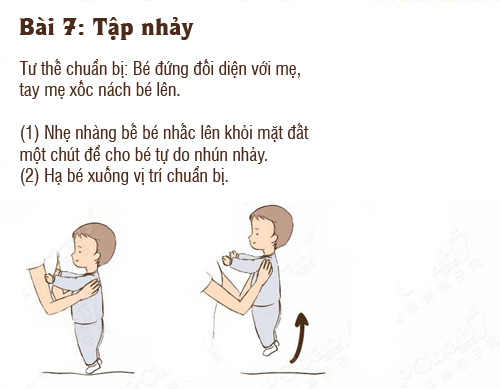 Bài 7: Tập nhảy
Tư thế chuẩn bị: Bé đứng đối diện với mẹ,
tay mẹ xốc nách bé lên.
(1) Nhẹ nhàng bế bé nhấc lên khỏi mặt đất
một chút để cho bé tự do nhún nhảy.
(2) Hạ bé xuống vị trí chuẩn bị.